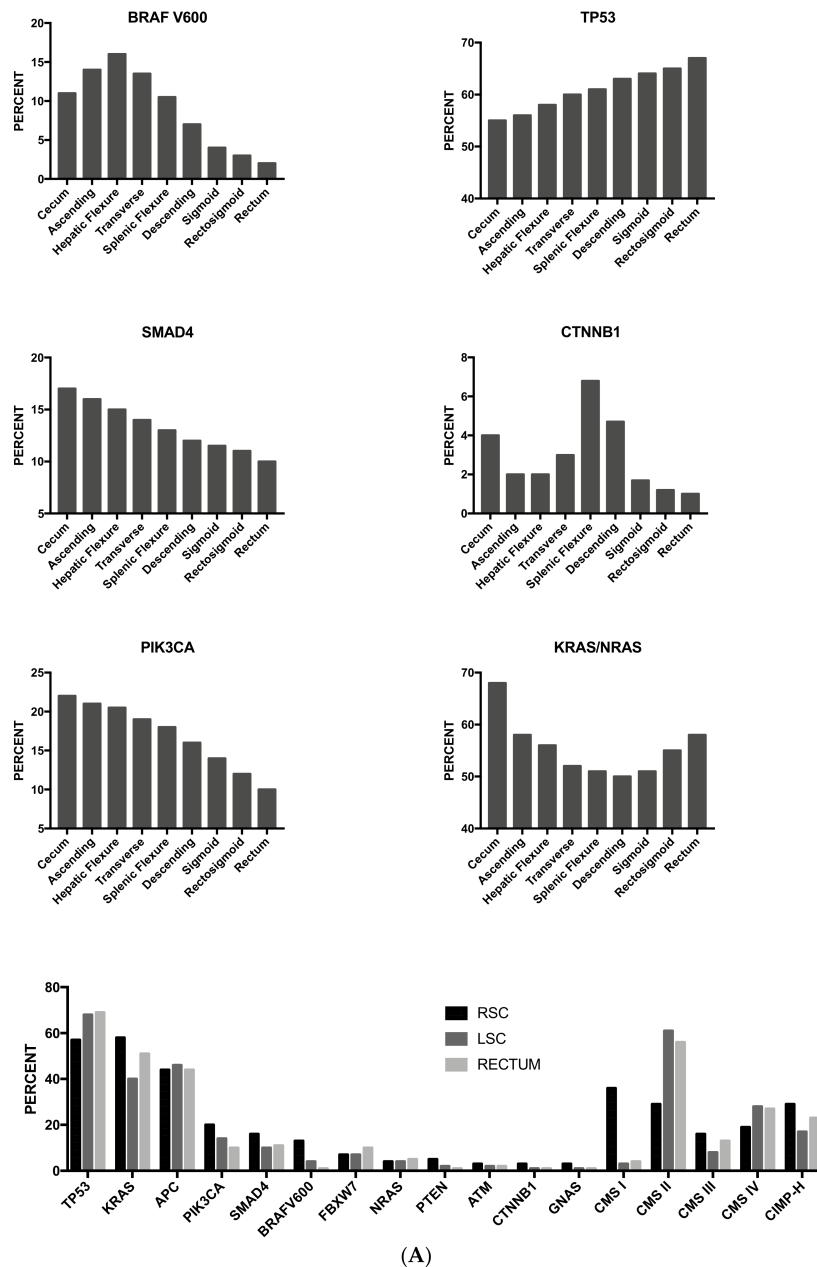 BRAF V600
PERCENT
20
15
10
5
0
Cecum
Ascending
Hepatic Flexure
Transverse
Splenic Flexure
Descending
Sigmoid
Rectosigmoid
Rectum
TP53
PERCENT
70
60
50
40
Cecum
Ascending
Hepatic Flexure
Transverse
Splenic Flexure
Descending
Sigmoid
Rectosigmoid
Rectum
SMAD4
PERCENT
20
15
10
5
Cecum
Ascending
Hepatic Flexure
Transverse
Splenic Flexure
Descending
Sigmoid
Rectosigmoid
Rectum
CTNNB1
PERCENT
8
6
4
2
0
Cecum
Ascending
Hepatic Flexure
Transverse
Splenic Flexure
Descending
Sigmoid
Rectosigmoid
Rectum
PIK3CA
PERCENT
25
20
15
10
5
Cecum
Ascending
Hepatic Flexure
Transverse
Splenic Flexure
Descending
Sigmoid
Rectosigmoid
Rectum
KRAS/NRAS
PERCENT
70
60
50
40
Cecum
Ascending
Hepatic Flexure
Transverse
Splenic Flexure
Descending
Sigmoid
Rectosigmoid
Rectum
PERCENT
80
60
40
20
0
RSC
LSC
RECTUM
TP53
KRAS
APC
PIK3CA
SMAD4
BRAFV600
FBXW7
NRAS
PTEN
ATM
CTNNB1
GNAS
CMS I
CMS II
CMS III
CMS IV
CIMP-H
(A)